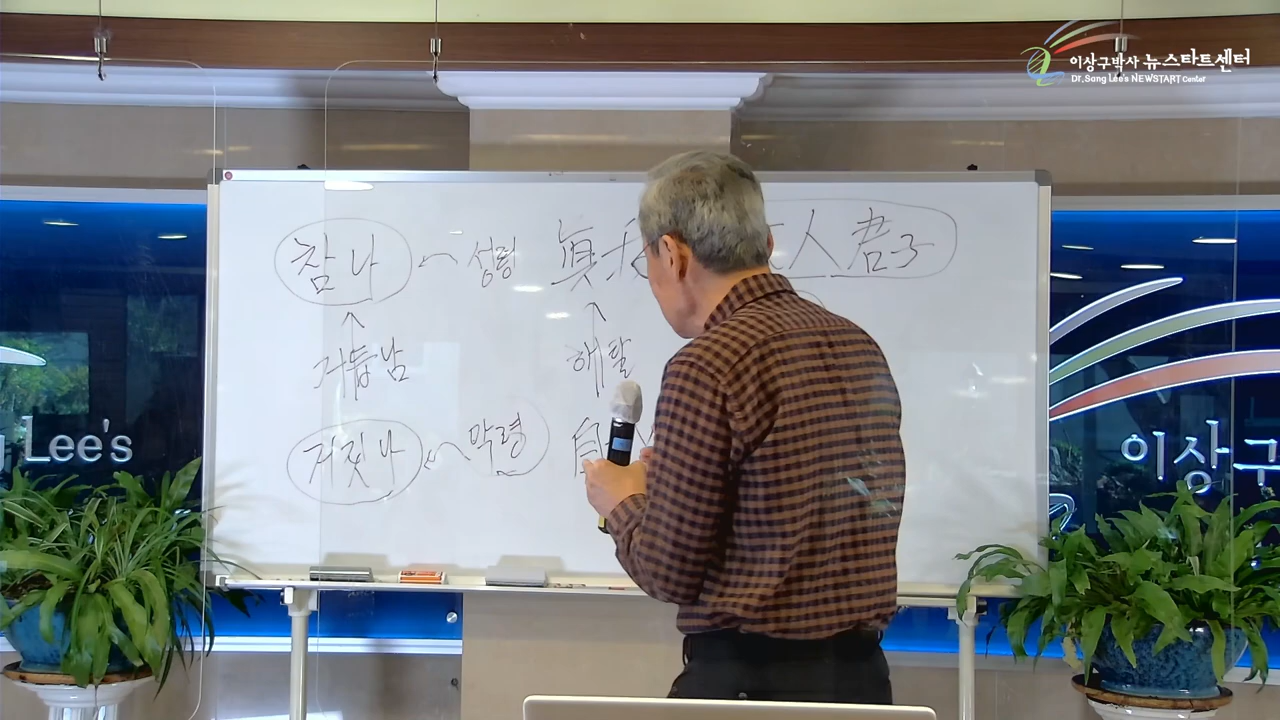 이상구박사 뉴스타트센터
Dr. Sang Lee's NEWSTART Center
참나 성령 眞 人君子
거듭남 해탈
거짓나 악령 自
Lee's
이상구